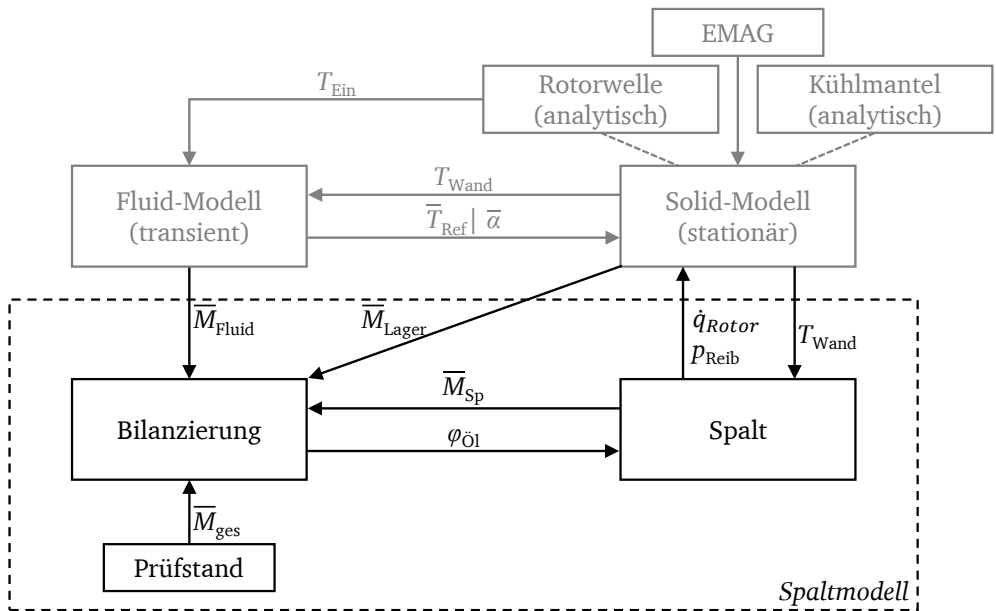 EMAG
Rotorwelle
(analytisch)
Kühlmantel
(analytisch)
T_Ein
Fluid-Modell
(transient)
T_Wand
T̅_Ref | α̅
Solid-Modell
(stationär)
M̅_Fluid
M̅_Lager
q̇_Rotor
p_Reib
T_Wand
Bilanzierung
M̅_Sp
φ_Öl
Spalt
M̅_ges
Prüfstand
Spaltmodell